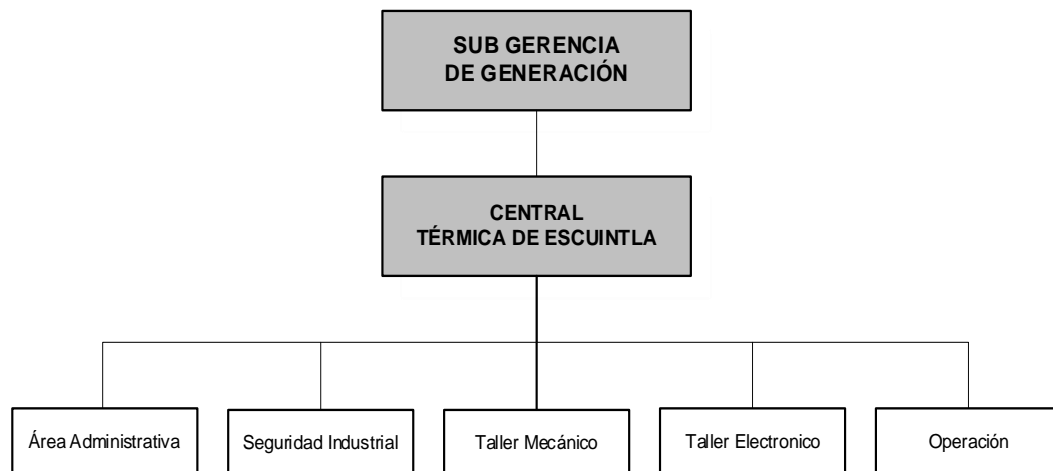 SUB GERENCIA
DE GENERACIÓN
CENTRAL
TÉRMICA DE ESCUINTLA
Área Administrativa
Seguridad Industrial
Taller Mecánico
Taller Electronico
Operación